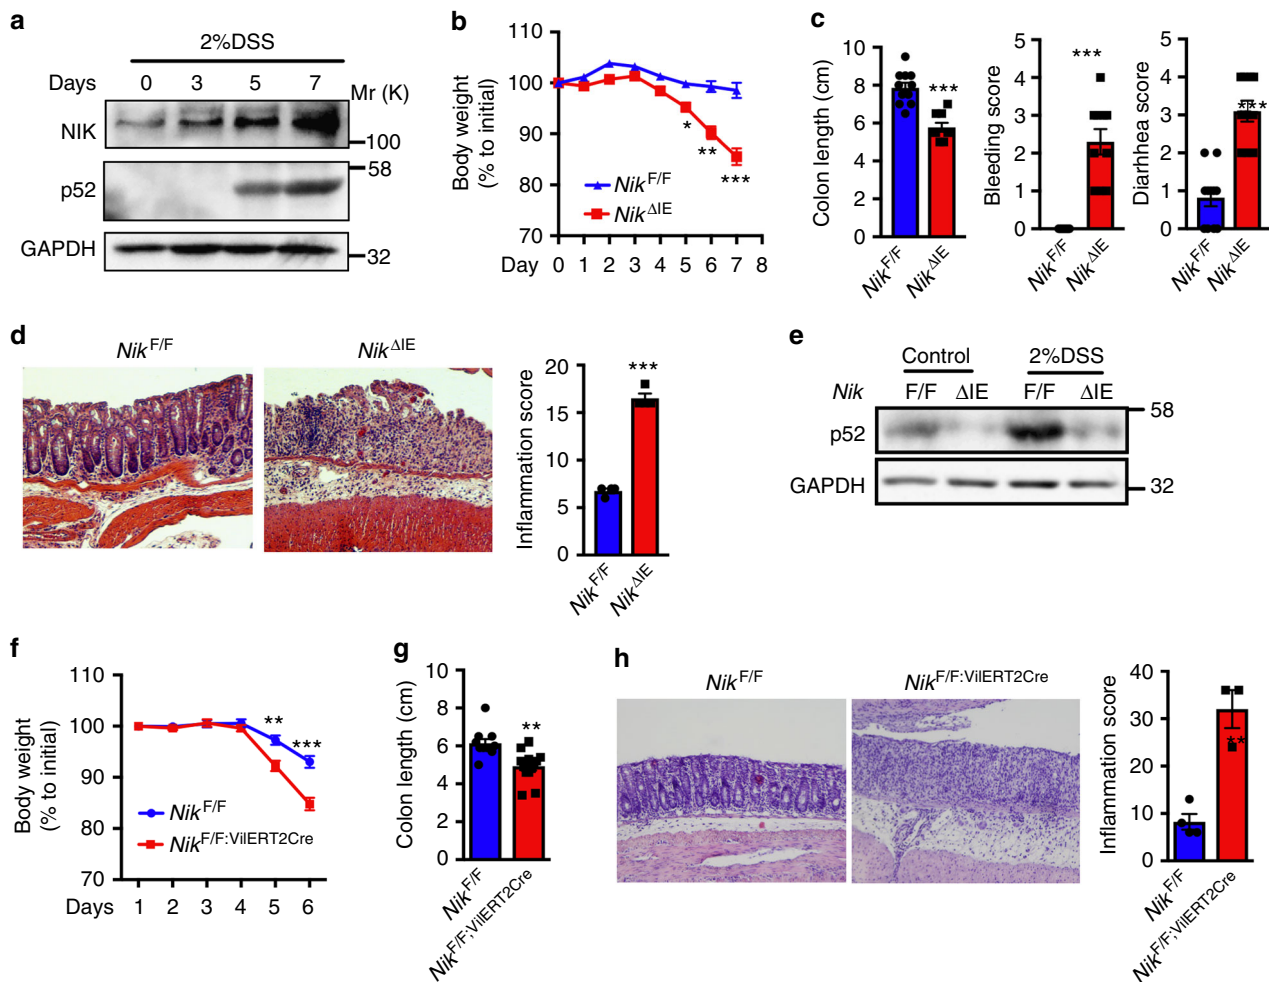 a
2%DSS
Days 0 3 5 7 Mr (K)
NIK
100
58
p52
GAPDH
32
b
Body weight
(% to initial)
110
100
90
80
70
*
**
***
Nik F/F
Nik ΔIE
Day 0 1 2 3 4 5 6 7 8
c
Colon length (cm)
10
8
6
4
2
0
***
Nik F/F
Nik ΔIE
Bleeding score
5
4
3
2
1
0
***
Nik F/F
Nik ΔIE
Diarhhea score
5
4
3
2
1
0
***
Nik F/F
Nik ΔIE
d
Nik F/F
Nik ΔIE
Inflammation score
20
15
10
5
0
***
Nik F/F
Nik ΔIE
e
Control 2%DSS
Nik F/F ΔIE F/F ΔIE
58
p52
GAPDH
32
f
Body weight
(% to initial)
110
100
90
80
70
**
***
Nik F/F
Nik F/F:VilERT2Cre
Days 1 2 3 4 5 6
g
Colon length (cm)
10
8
6
4
2
0
**
Nik F/F
Nik F/F;VilERT2Cre
h
Nik F/F
Nik F/F:VilERT2Cre
Inflammation score
40
30
20
10
0
**
Nik F/F
Nik F/F;VilERT2Cre